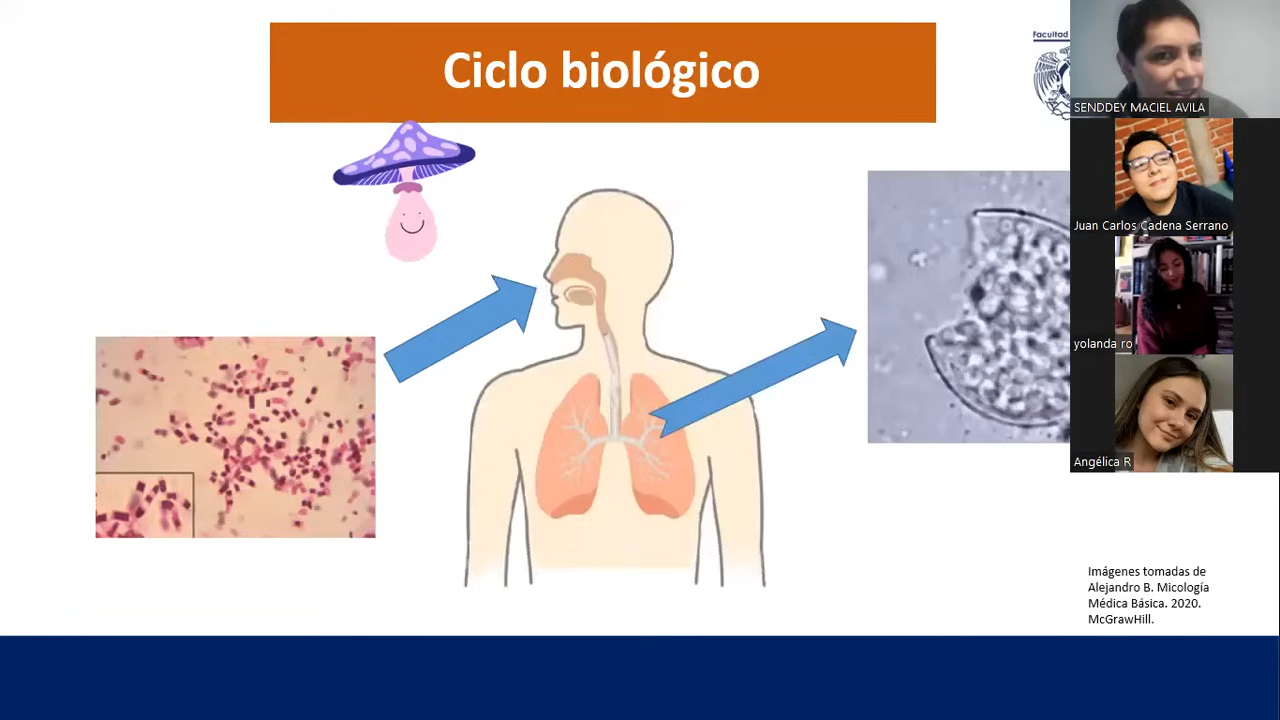 Ciclo biológico
Facultad
SENDDEY MACIEL AVILA
Juan Carlos Cadena Serrano
yolanda ro
Angélica R
Imágenes tomadas de
Alejandro B. Micología
Médica Básica. 2020.
McGrawHill.